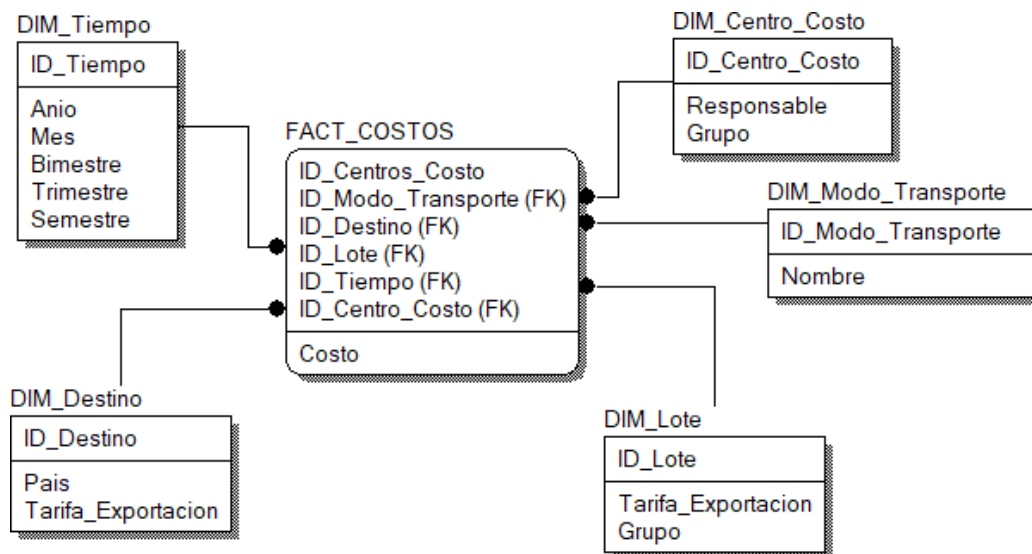 DIM_Tiempo
ID_Tiempo
Anio
Mes
Bimestre
Trimestre
Semestre
DIM_Centro_Costo
ID_Centro_Costo
Responsable
Grupo
FACT_COSTOS
ID_Centros_Costo
ID_Modo_Transporte (FK)
ID_Destino (FK)
ID_Lote (FK)
ID_Tiempo (FK)
ID_Centro_Costo (FK)
Costo
DIM_Modo_Transporte
ID_Modo_Transporte
Nombre
DIM_Destino
ID_Destino
Pais
Tarifa_Exportacion
DIM_Lote
ID_Lote
Tarifa_Exportacion
Grupo